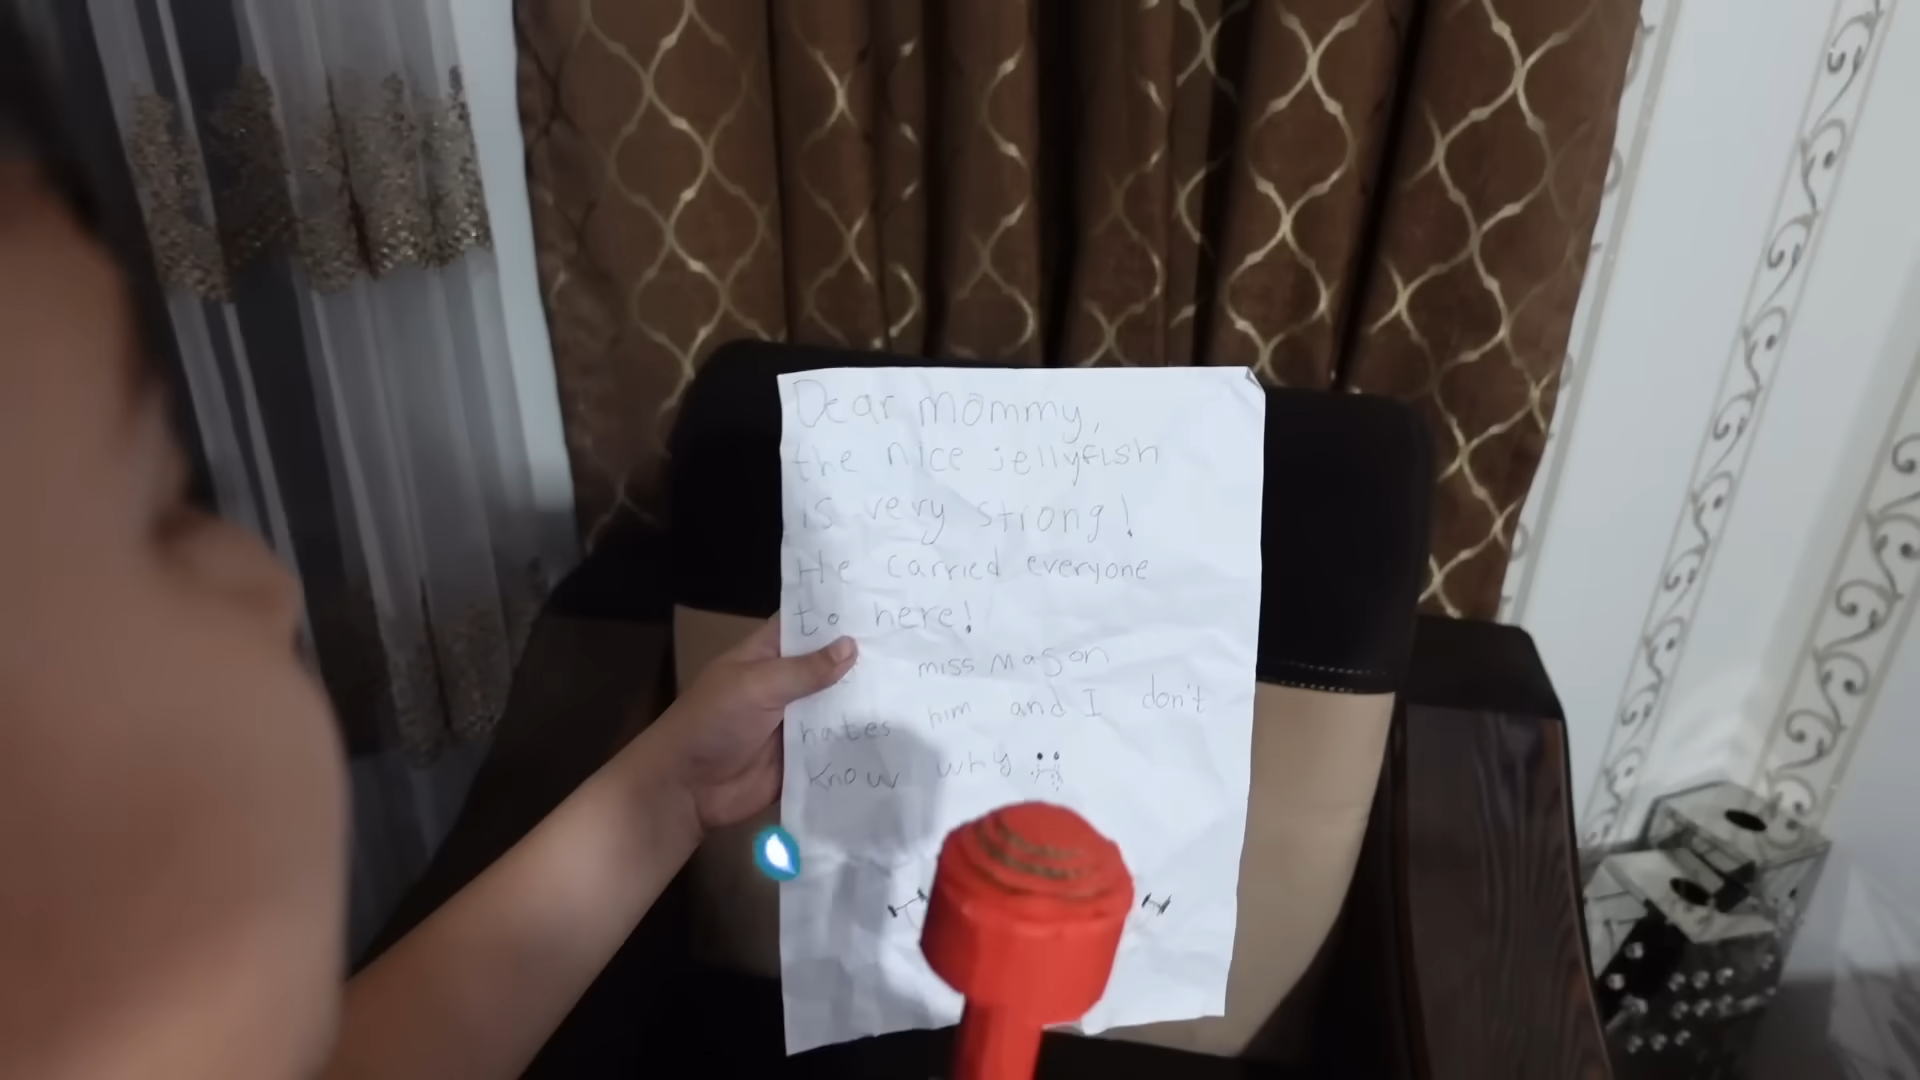 Dear mommy,
the nice jellyfish
is very strong!
He carried everyone
to here!
miss Mason
hates him and I don't
know why